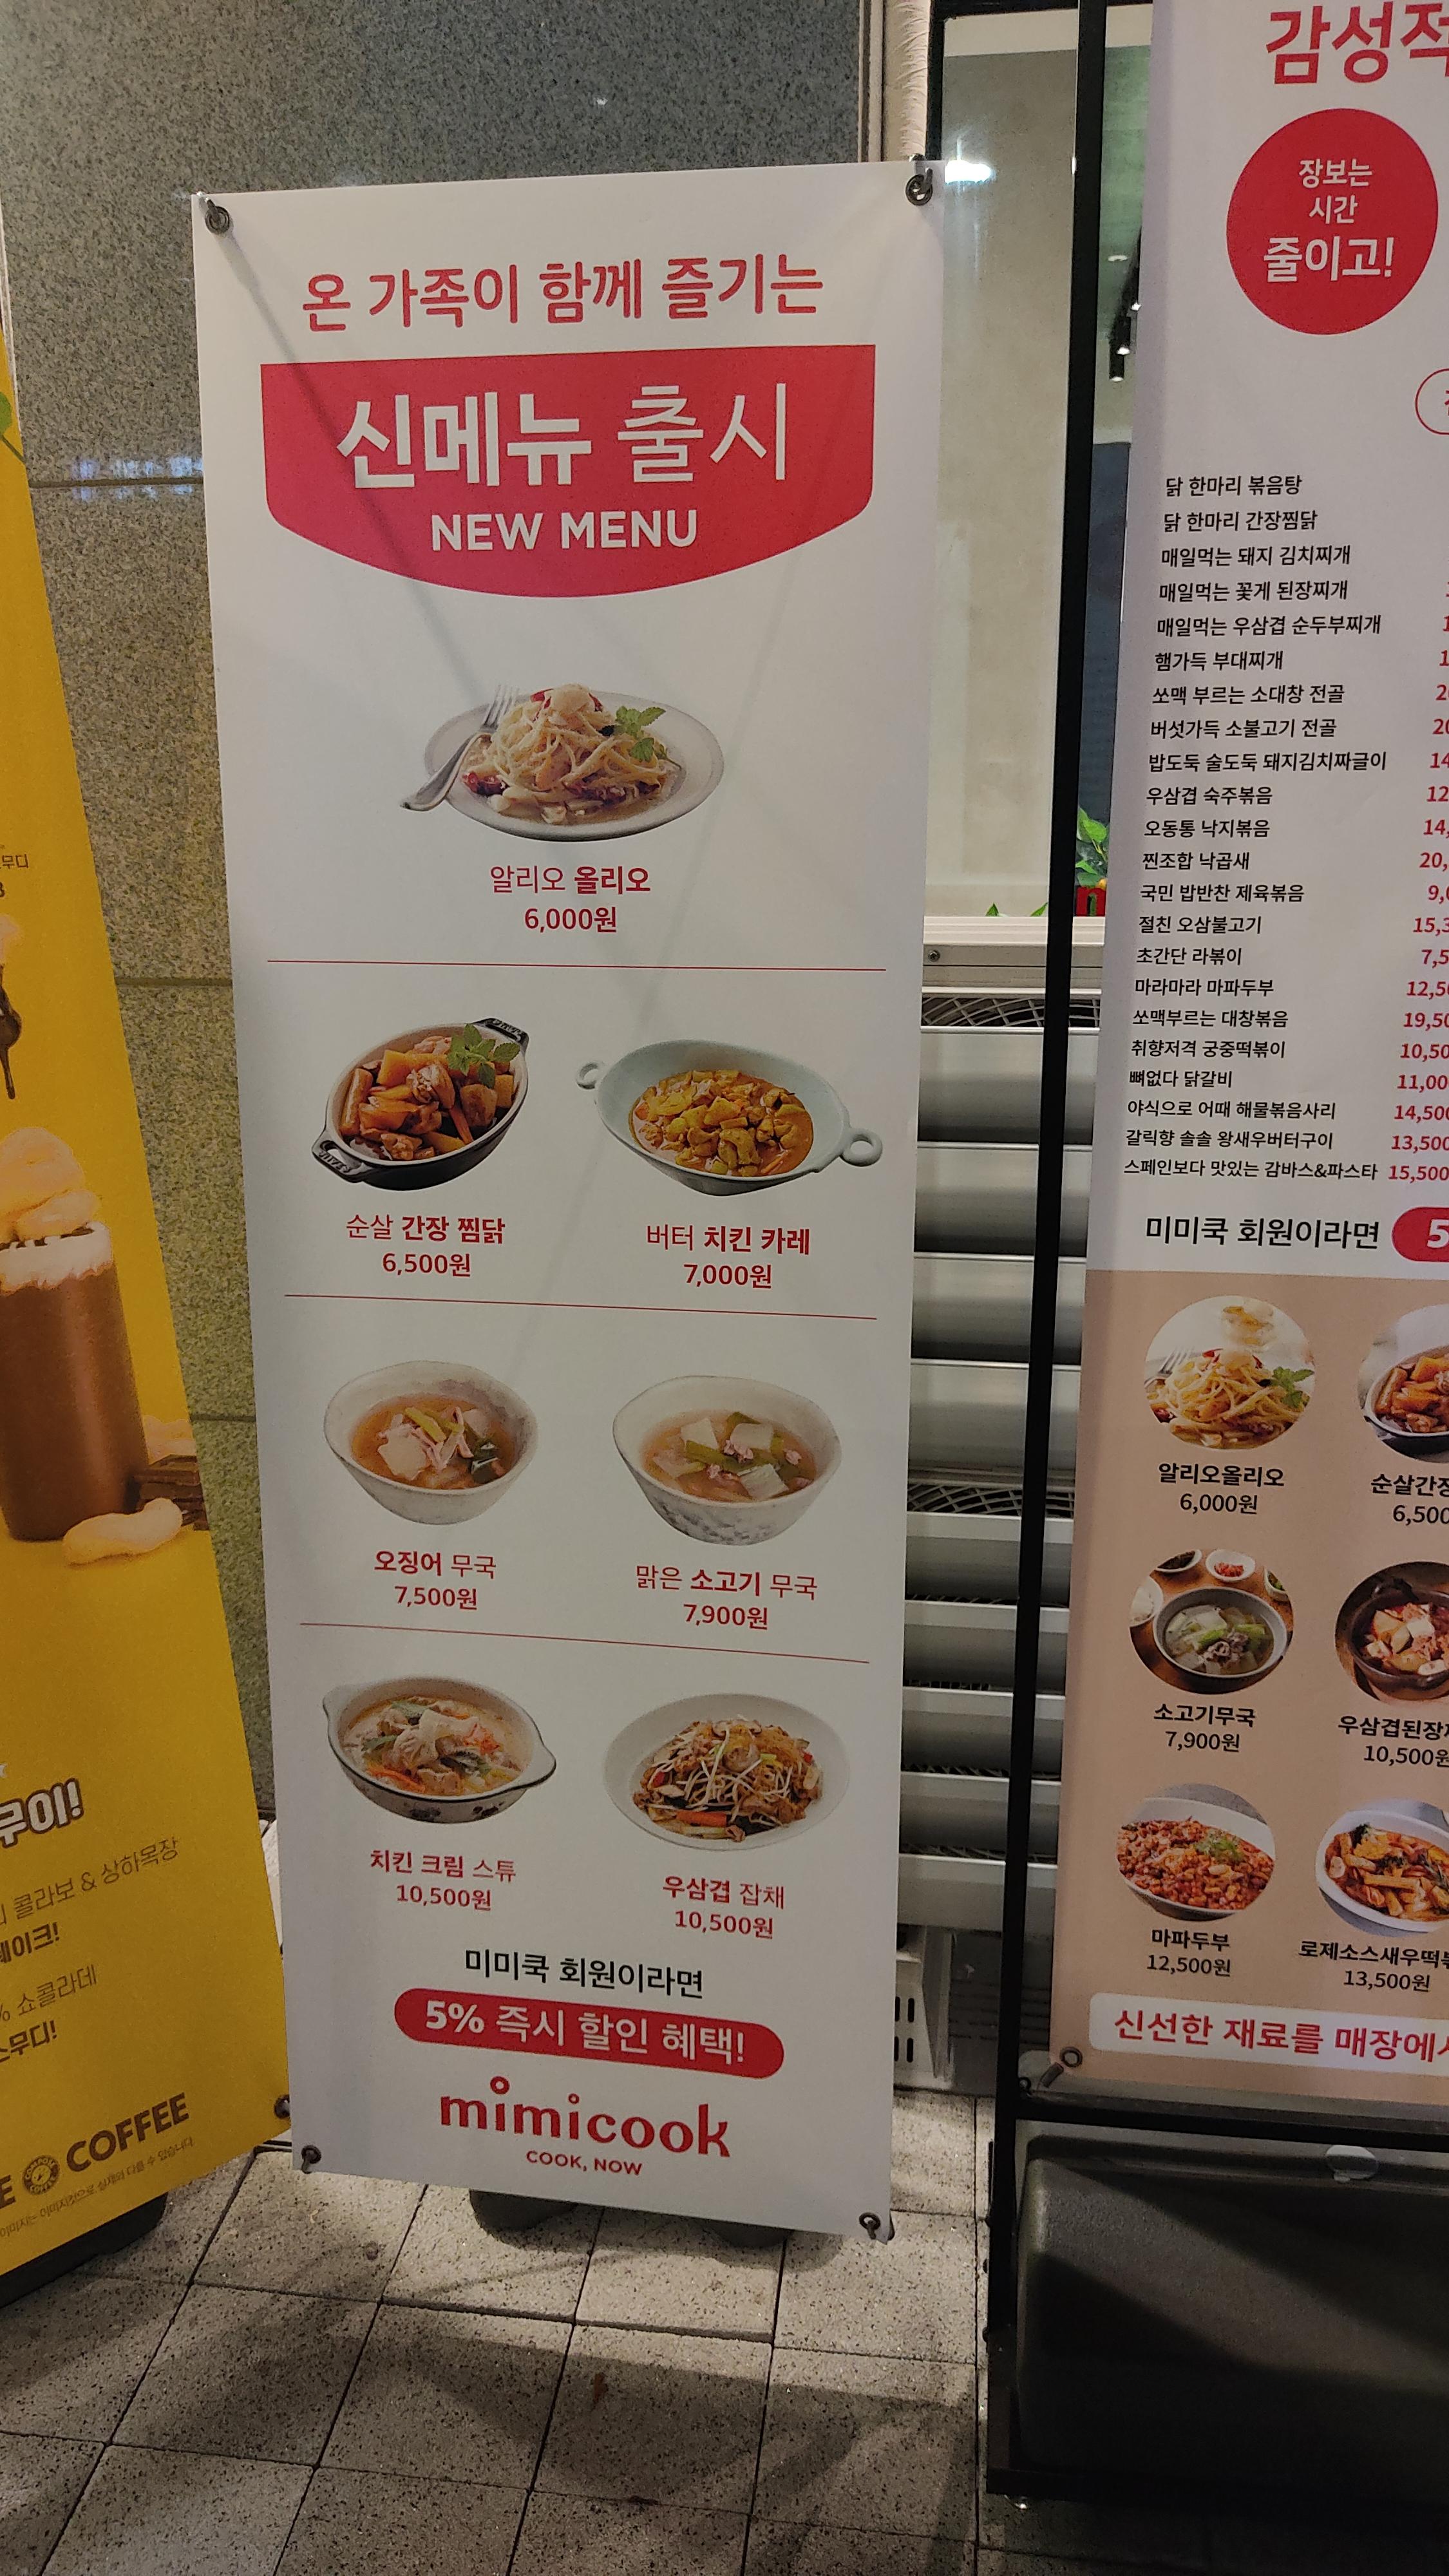 온 가족이 함께 즐기는
신메뉴 출시
NEW MENU
알리오 올리오
6,000원
순살 간장 찜닭
6,500원
버터 치킨 카레
7,000원
오징어 무국
7,500원
맑은 소고기 무국
7,900원
치킨 크림 스튜
10,500원
우삼겹 잡채
10,500원
미미쿡 회원이라면
5% 즉시 할인 혜택!
mimicook
COOK, NOW
장보는
시간
줄이고!
닭 한마리 볶음탕
닭 한마리 간장찜닭
매일먹는 돼지 김치찌개
매일먹는 꽃게 된장찌개
매일먹는 우삼겹 순두부찌개
햄가득 부대찌개
쏘맥 부르는 소대창 전골
버섯가득 소불고기 전골
밥도둑 술도둑 돼지김치짜글이
우삼겹 숙주볶음
오동통 낙지볶음
찐조합 낙곱새
국민 밥반찬 제육볶음
절친 오삼불고기
초간단 라볶이
마라마라 마파두부
쏘맥부르는 대창볶음
취향저격 궁중떡볶이
뼈없다 닭갈비
야식으로 어때 해물볶음사리
갈릭향 솔솔 왕새우버터구이 13,500
스페인보다 맛있는 감바스&파스타 15,500
미미쿡 회원이라면
알리오올리오
6,000원
소고기무국
7,900원
10,500원
마파두부
12,500원
13,500원
신선한 재료를
콜라보 & 상하목장
쇼콜라데
COFFEE